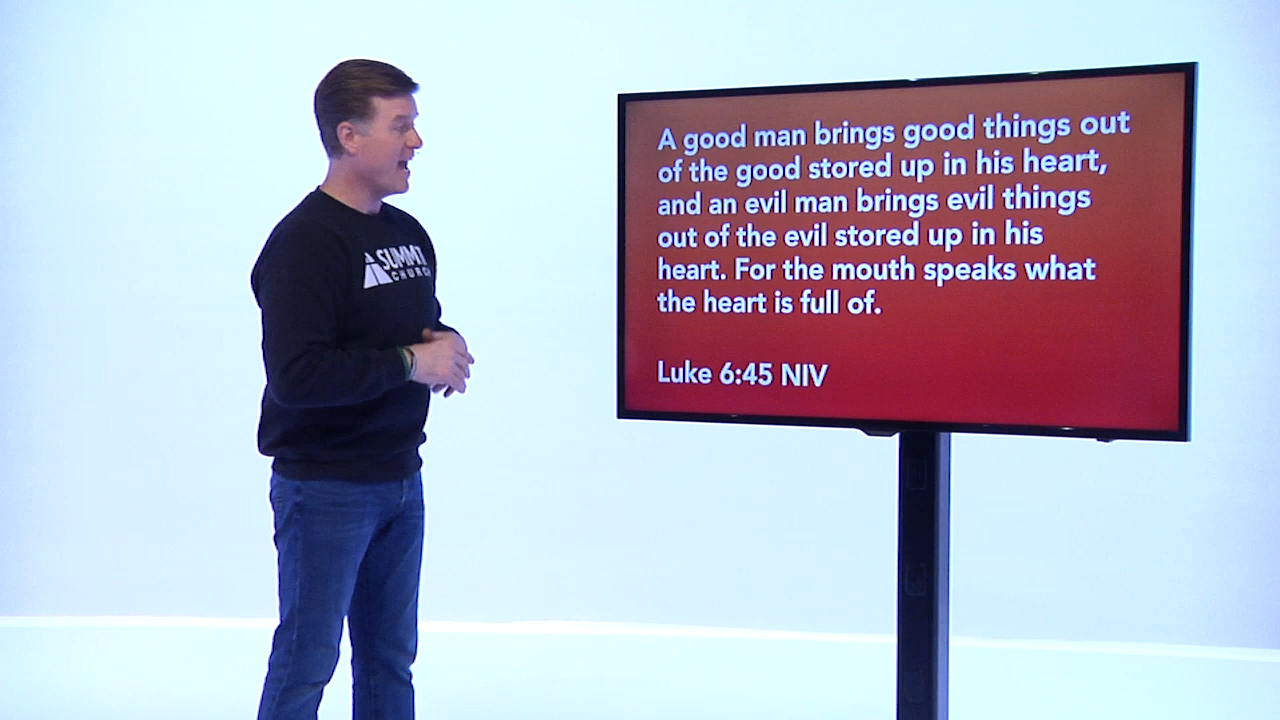 SUMMIT
CHURCH
A good man brings good things out
of the good stored up in his heart,
and an evil man brings evil things
out of the evil stored up in his
heart. For the mouth speaks what
the heart is full of.
Luke 6:45 NIV